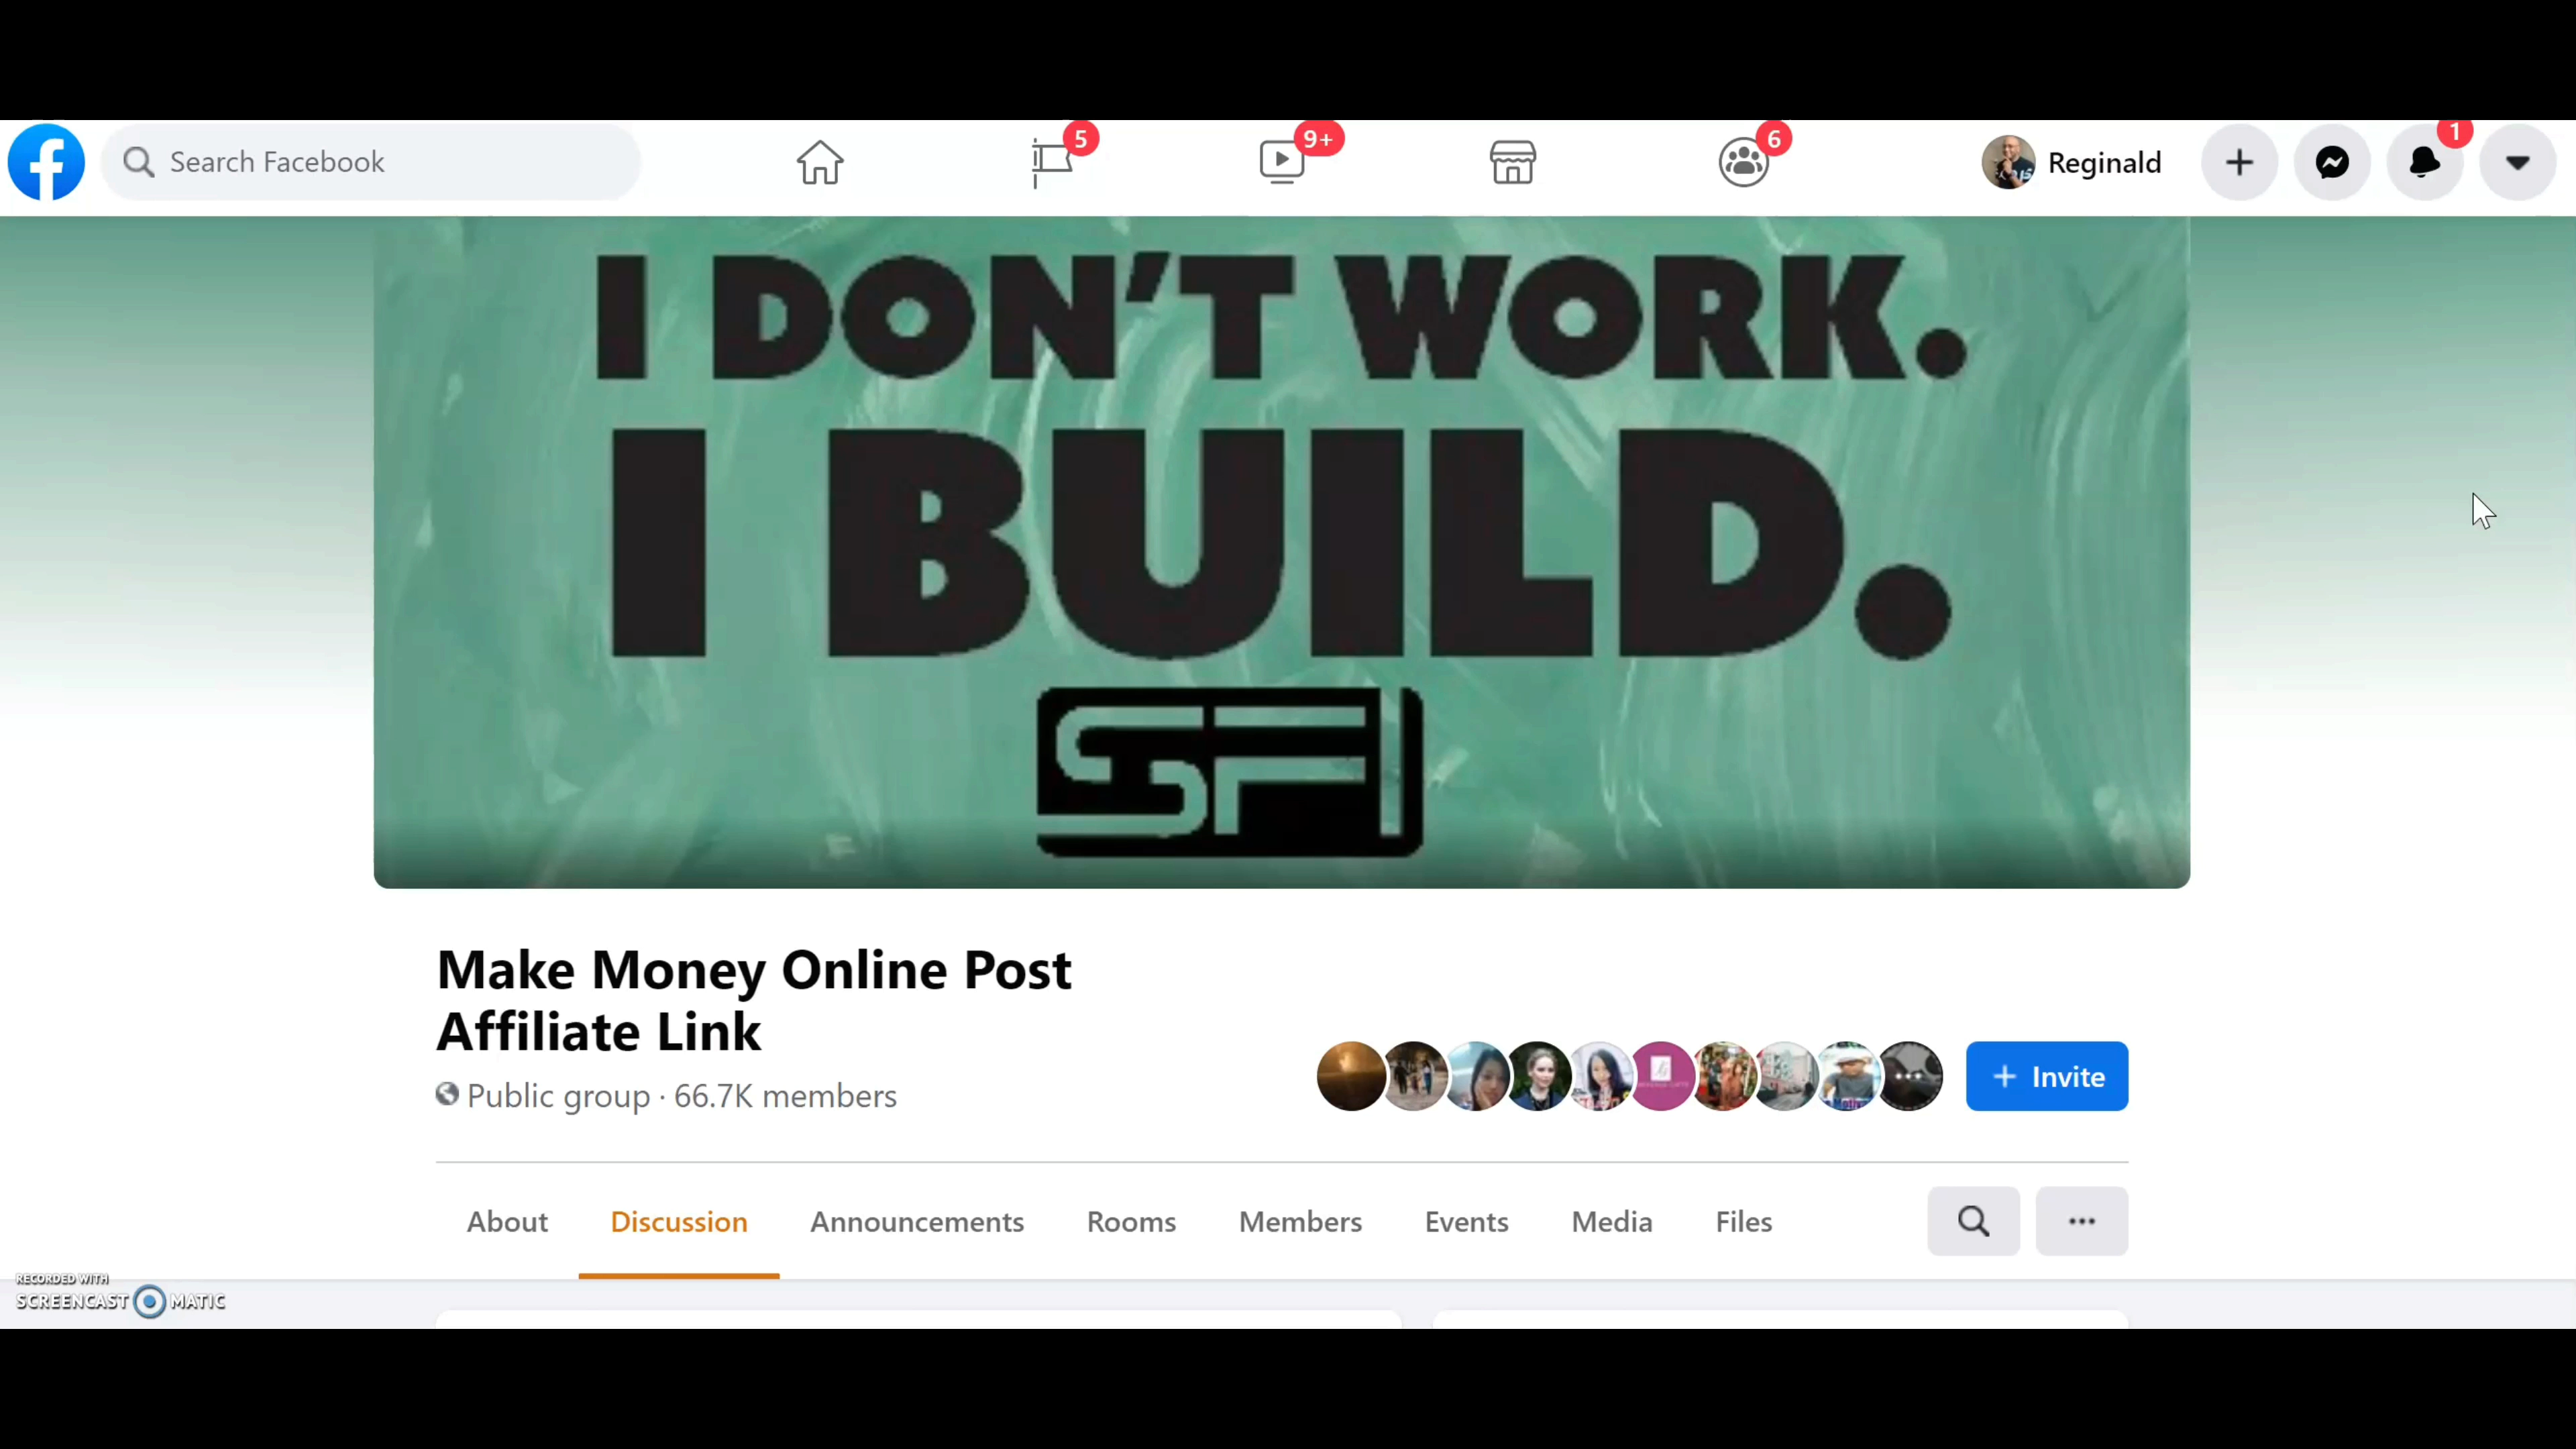 Search Facebook
5
9+
6
Reginald
1
I DON'T WORK.
I BUILD.
SFI
Make Money Online Post
Affiliate Link
Public group · 66.7K members
+ Invite
About Discussion Announcements Rooms Members Events Media Files
RECORDED WITH
SCREENCAST MATIC